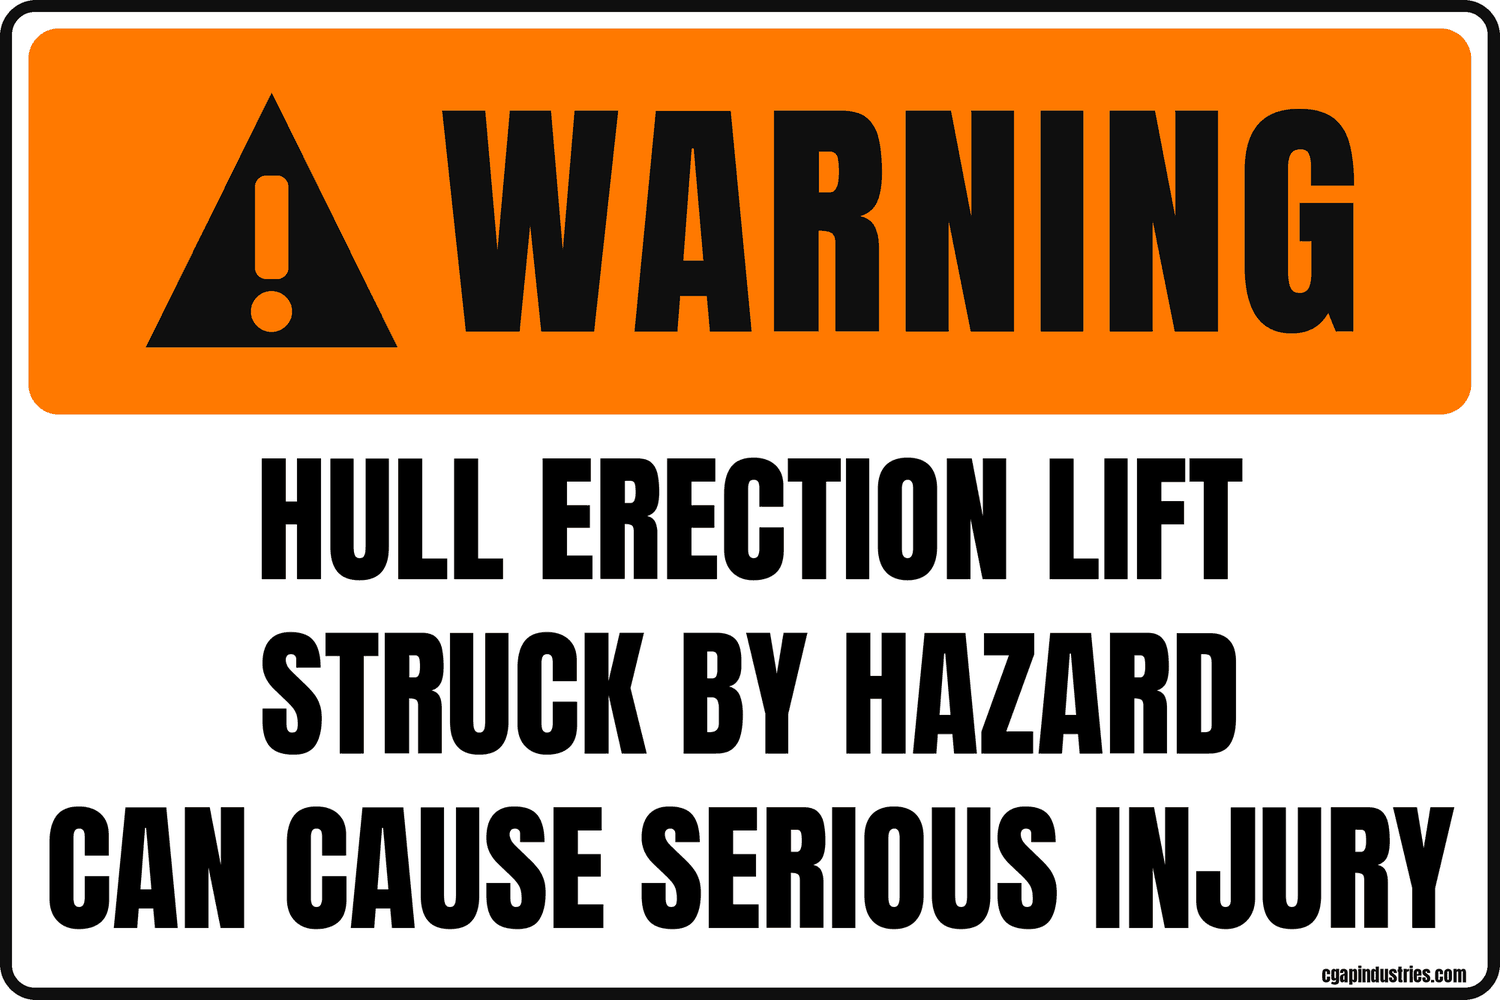 WARNING
HULL ERECTION LIFT
STRUCK BY HAZARD
CAN CAUSE SERIOUS INJURY
cgapindustries.com